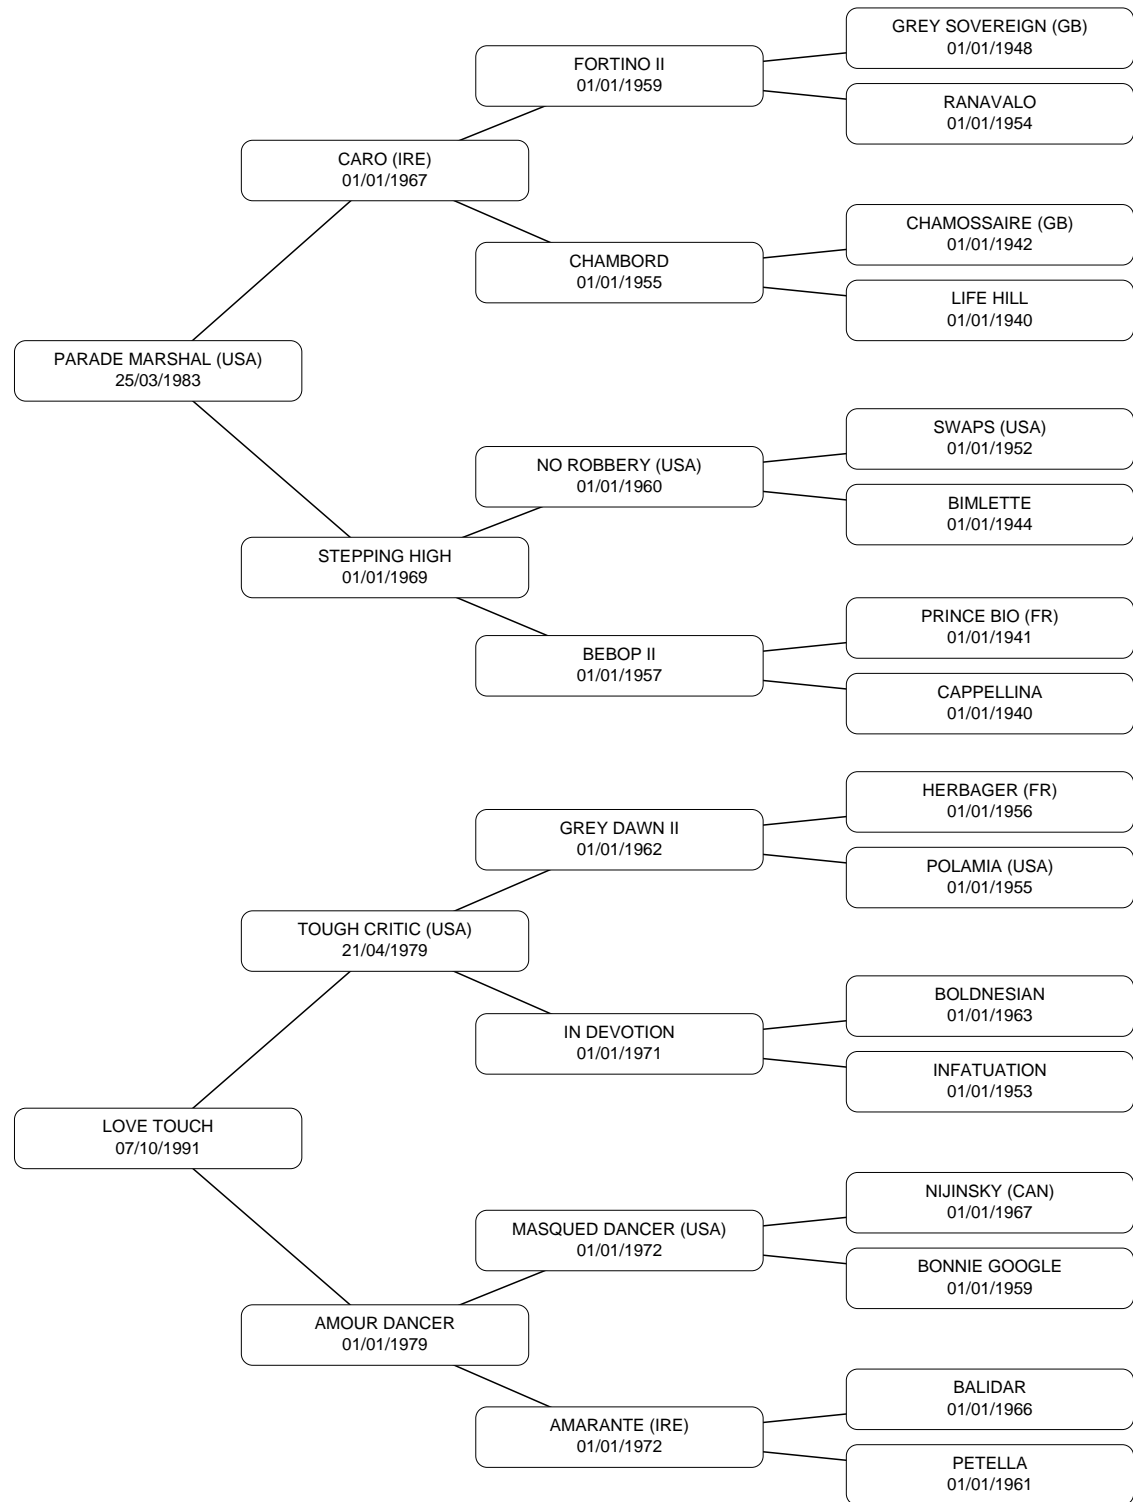 GREY SOVEREIGN (GB)
01/01/1948
FORTINO II
01/01/1959
RANAVALO
01/01/1954
CARO (IRE)
01/01/1967
CHAMOSSAIRE (GB)
01/01/1942
CHAMBORD
01/01/1955
LIFE HILL
01/01/1940
PARADE MARSHAL (USA)
25/03/1983
SWAPS (USA)
01/01/1952
NO ROBBERY (USA)
01/01/1960
BIMLETTE
01/01/1944
STEPPING HIGH
01/01/1969
PRINCE BIO (FR)
01/01/1941
BEBOP II
01/01/1957
CAPPELLINA
01/01/1940
HERBAGER (FR)
01/01/1956
GREY DAWN II
01/01/1962
POLAMIA (USA)
01/01/1955
TOUGH CRITIC (USA)
21/04/1979
BOLDNESIAN
01/01/1963
IN DEVOTION
01/01/1971
INFATUATION
01/01/1953
LOVE TOUCH
07/10/1991
NIJINSKY (CAN)
01/01/1967
MASQUED DANCER (USA)
01/01/1972
BONNIE GOOGLE
01/01/1959
AMOUR DANCER
01/01/1979
BALIDAR
01/01/1966
AMARANTE (IRE)
01/01/1972
PETELLA
01/01/1961